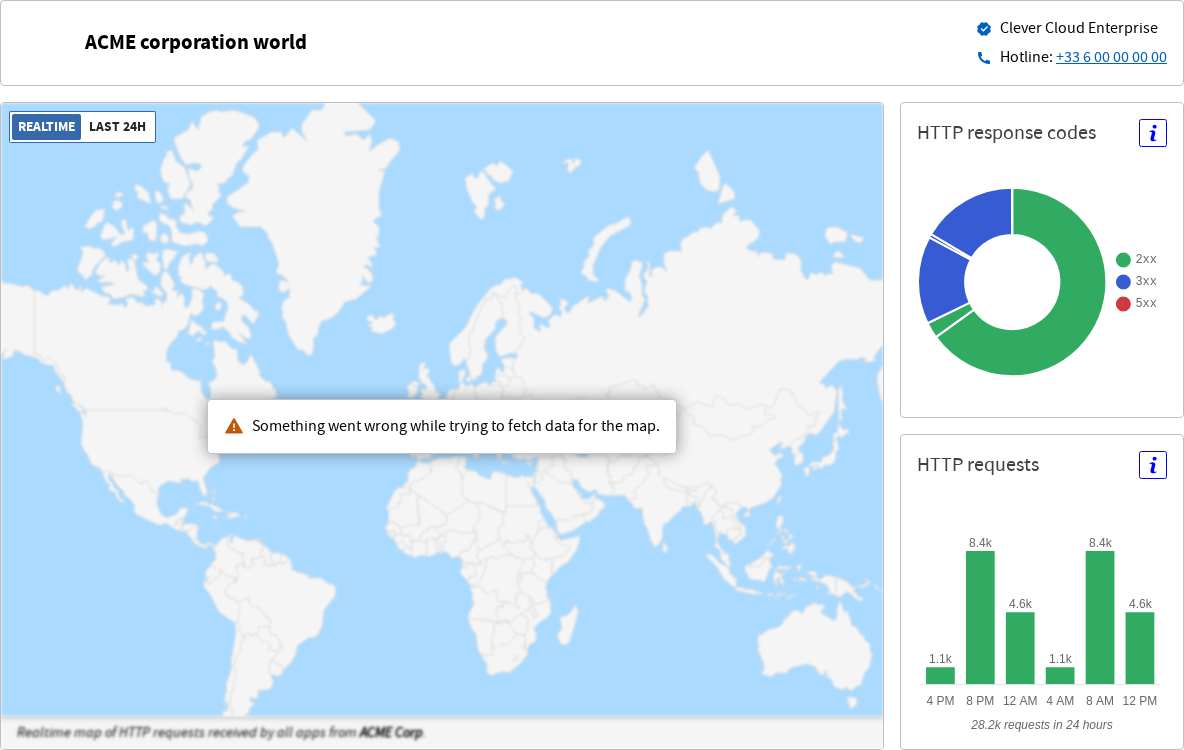 ACME corporation world
Clever Cloud Enterprise
Hotline: +33 6 00 00 00 00
REALTIME LAST 24H
Something went wrong while trying to fetch data for the map.
Realtime map of HTTP requests received by all apps from ACME Corp.
HTTP response codes
i
2xx
3xx
5xx
HTTP requests
i
1.1k 8.4k 4.6k 1.1k 8.4k 4.6k
4 PM 8 PM 12 AM 4 AM 8 AM 12 PM
28.2k requests in 24 hours